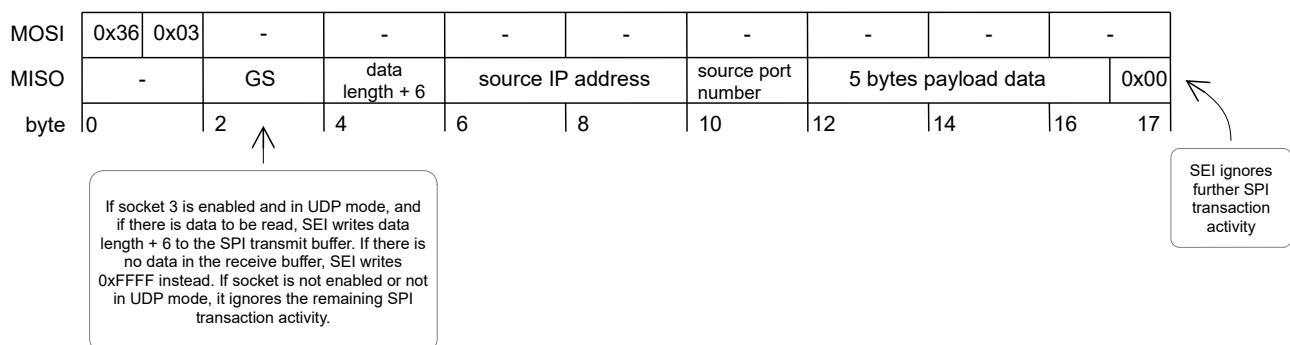 MOSI 0x36 0x03 - - - - - - - -
MISO - GS data length + 6 source IP address source port number 5 bytes payload data 0x00
byte 0 2 4 6 8 10 12 14 16 17
If socket 3 is enabled and in UDP mode, and
if there is data to be read, SEI writes data
length + 6 to the SPI transmit buffer. If there is
no data in the receive buffer, SEI writes
0xFFFF instead. If socket is not enabled or not
in UDP mode, it ignores the remaining SPI
transaction activity.
SEI ignores
further SPI
transaction
activity